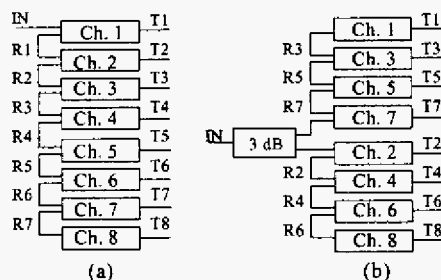 IN Ch. 1 T1
R1 Ch. 2 T2
R2 Ch. 3 T3
R3 Ch. 4 T4
R4 Ch. 5 T5
R5 Ch. 6 T6
R6 Ch. 7 T7
R7 Ch. 8 T8
(a)
Ch. 1 T1
R3 Ch. 3 T3
R5 Ch. 5 T5
R7 Ch. 7 T7
IN 3 dB
Ch. 2 T2
R2 Ch. 4 T4
R4 Ch. 6 T6
R6 Ch. 8 T8
(b)